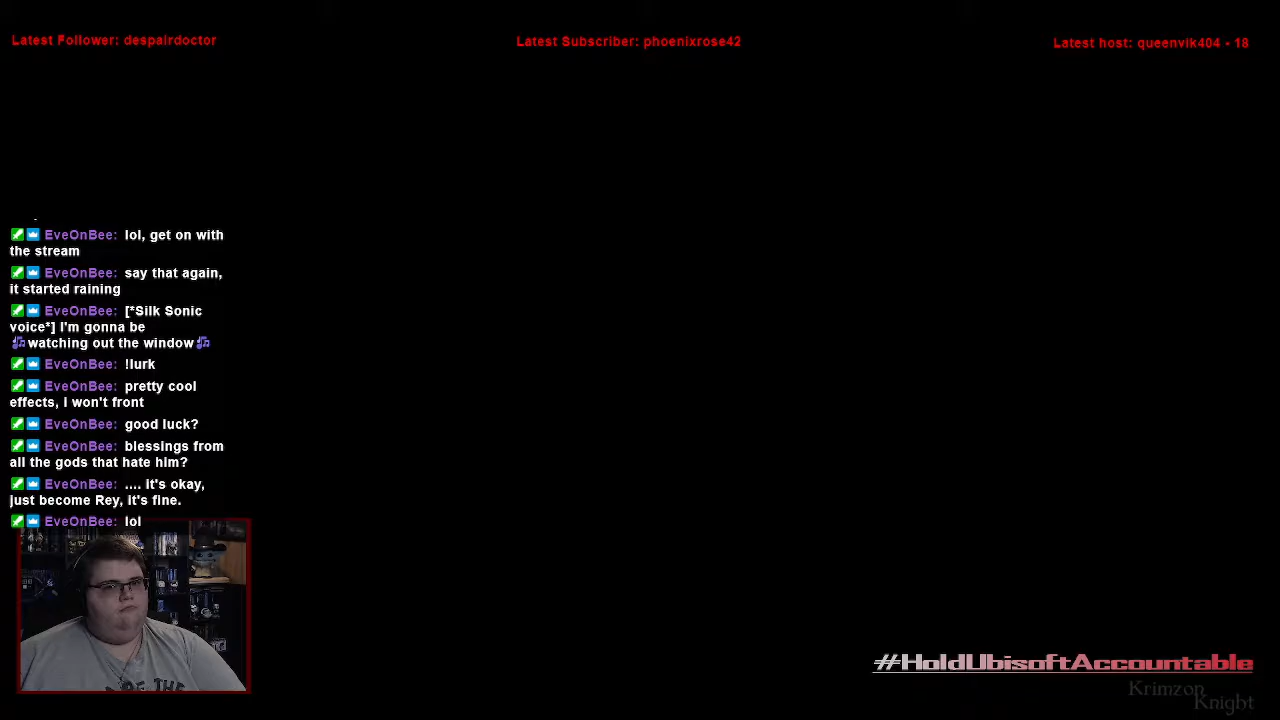 Latest Follower: despairdoctor
Latest Subscriber: phoenixrose42
Latest host: queenvik404 - 18
EveOnBee: lol, get on with
the stream
EveOnBee: say that again,
it started raining
EveOnBee: [*Silk Sonic
voice*] I'm gonna be
🎶watching out the window🎶
EveOnBee: !lurk
EveOnBee: pretty cool
effects, i won't front
EveOnBee: good luck?
EveOnBee: blessings from
all the gods that hate him?
EveOnBee: .... it's okay,
just become Rey, it's fine.
EveOnBee: lol
#HoldUbisoftAccountable
Krimzon
Knight